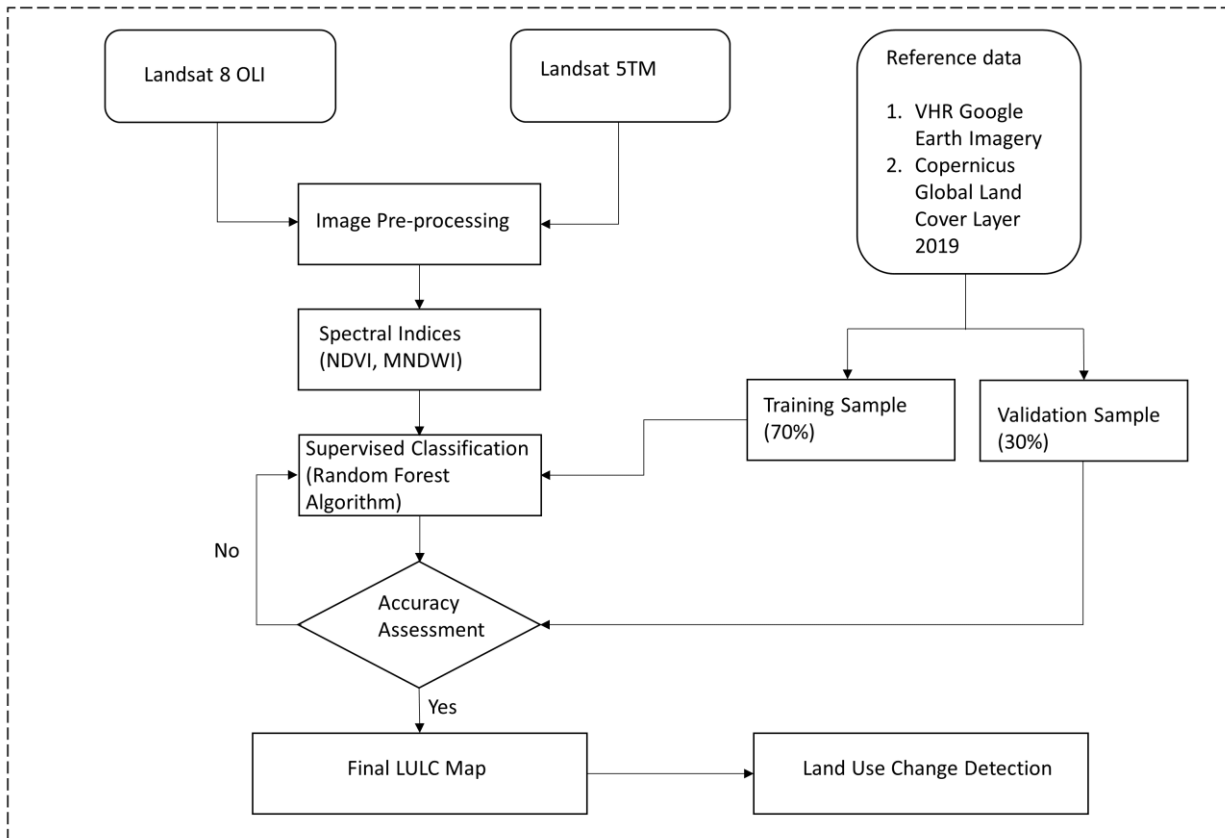 Landsat 8 OLI
Landsat 5TM
Reference data
1. VHR Google
Earth Imagery
2. Copernicus
Global Land
Cover Layer
2019
Image Pre-processing
Spectral Indices
(NDVI, MNDWI)
Training Sample
(70%)
Validation Sample
(30%)
Supervised Classification
(Random Forest
Algorithm)
No
Accuracy
Assessment
Yes
Final LULC Map
Land Use Change Detection